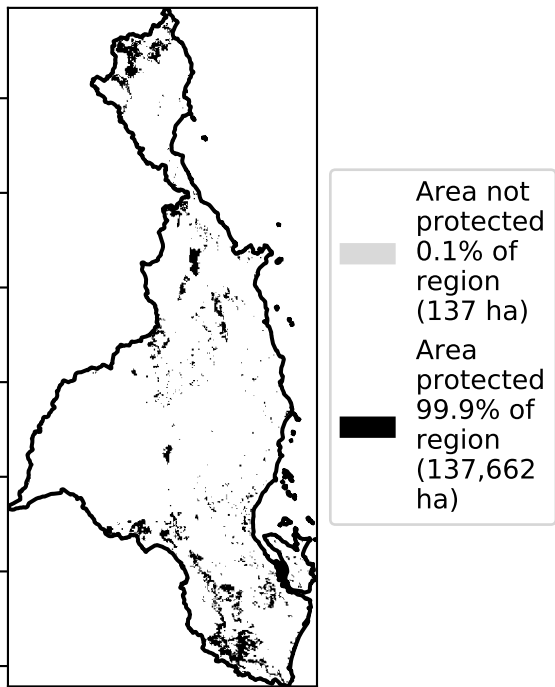 Area not
protected
0.1% of
region
(137 ha)
Area
protected
99.9% of
region
(137,662
ha)